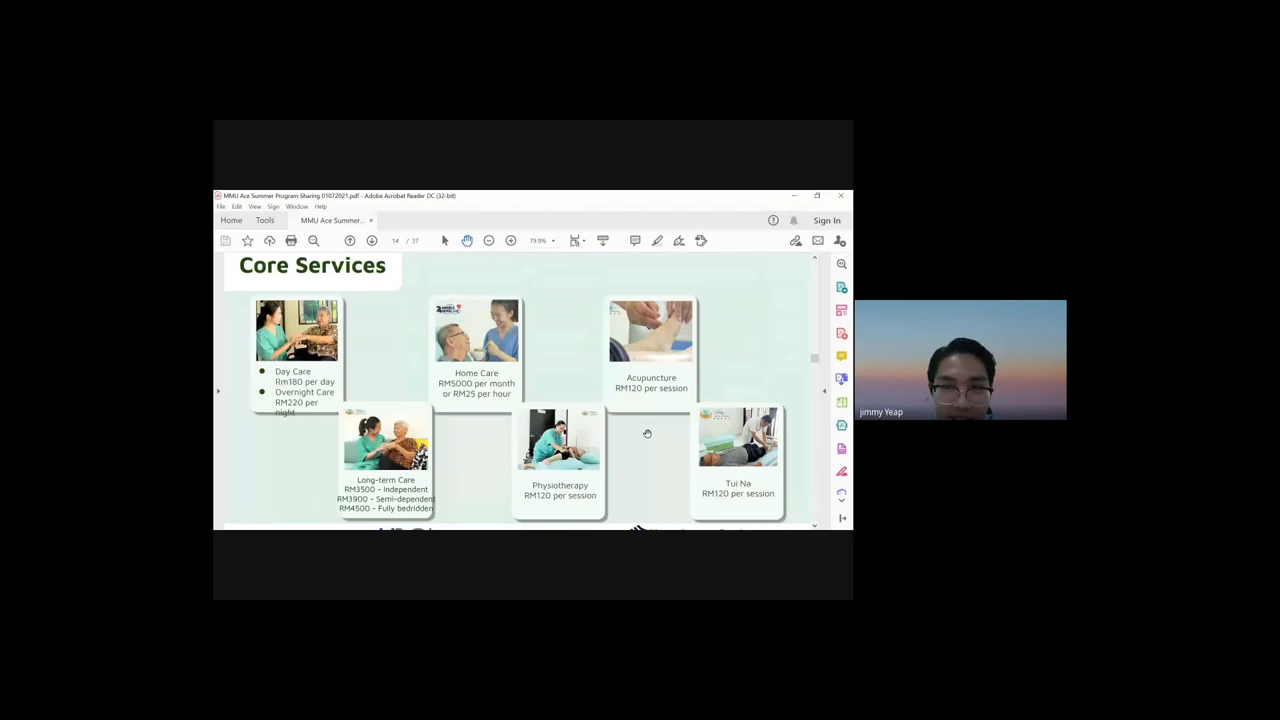 MMU Ace Summer Program Sharing 01072021.pdf - Adobe Acrobat Reader DC (32-bit)
File Edit View Sign Window Help
Home Tools MMU Ace Summer... × Sign In
14 / 37 79.9%
Core Services
Day Care
Rm180 per day
Overnight Care
RM220 per
night
Home Care
RM5000 per month
or RM25 per hour
Acupuncture
RM120 per session
Long-term Care
RM3500 - Independent
RM3900 - Semi-dependent
RM4500 - Fully bedridden
Physiotherapy
RM120 per session
Tui Na
RM120 per session
jimmy Yeap